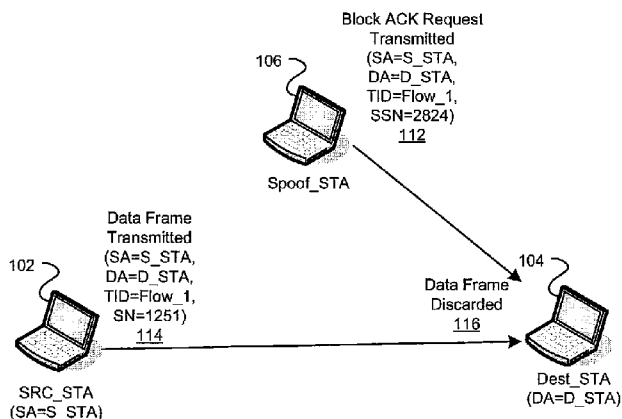 Block ACK Request
Transmitted
(SA=S_STA,
DA=D_STA,
TID=Flow_1,
SSN=2824)
112
106
Spoof_STA
Data Frame
Transmitted
(SA=S_STA,
DA=D_STA,
TID=Flow_1,
SN=1251)
114
102
SRC_STA
(SA=S_STA)
Data Frame
Discarded
116
104
Dest_STA
(DA=D_STA)